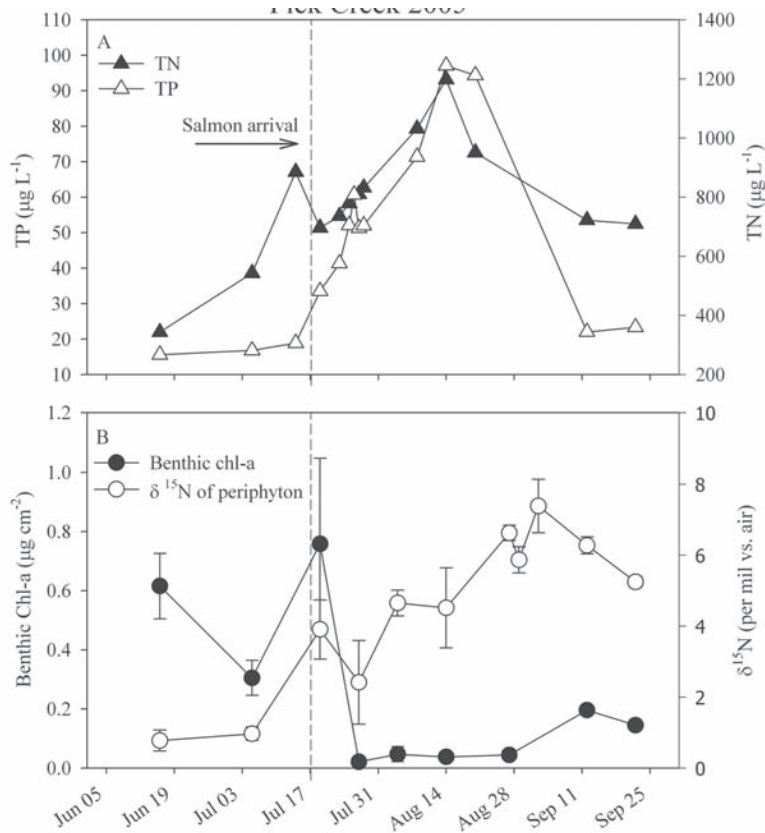 Pick Creek 2005
110
100
90
80
70
60
50
40
30
20
10
TP (µg L⁻¹)
A
TN
TP
Salmon arrival
1400
1200
1000
800
600
400
200
TN (µg L⁻¹)
1.2
1.0
0.8
0.6
0.4
0.2
0.0
Benthic Chl-a (µg cm⁻²)
B
Benthic chl-a
δ ¹⁵N of periphyton
10
8
6
4
2
0
δ¹⁵N (per mil vs. air)
Jun 05
Jun 19
Jul 03
Jul 17
Jul 31
Aug 14
Aug 28
Sep 11
Sep 25